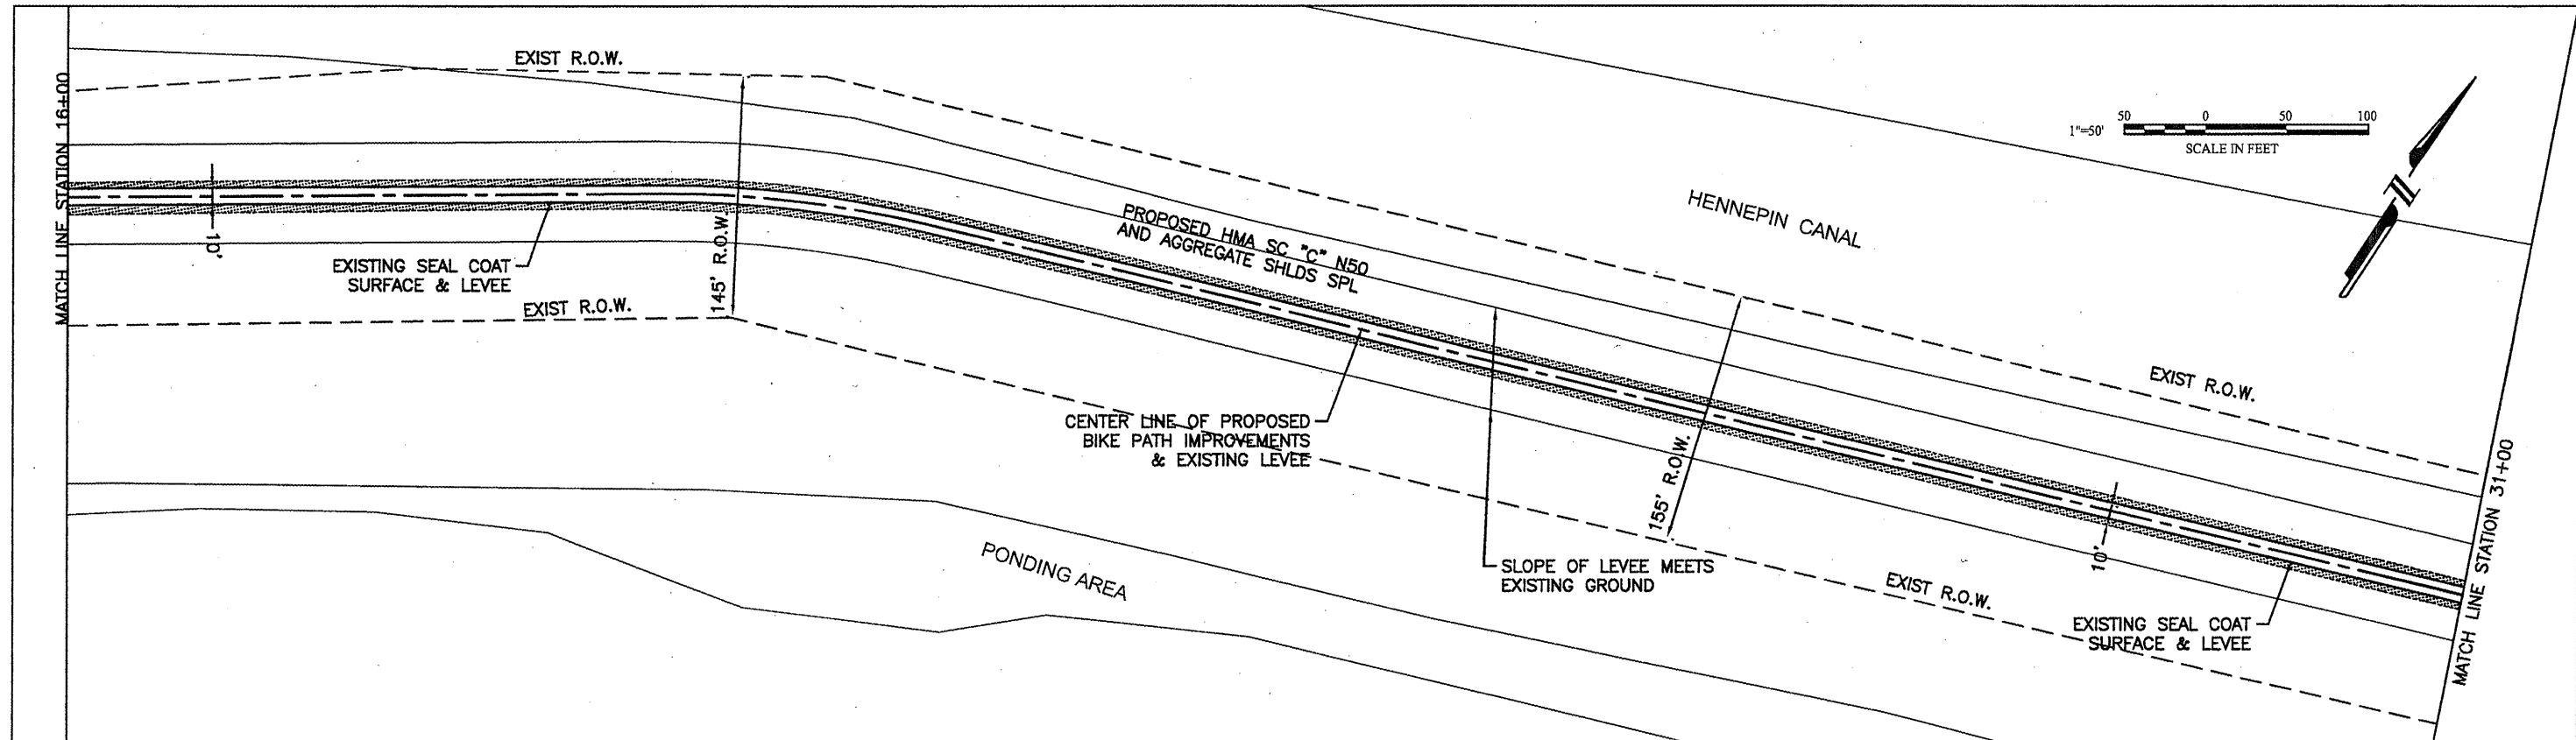 MATCH LINE STATION 16+00
EXIST R.O.W.
10'
EXISTING SEAL COAT
SURFACE & LEVEE
EXIST R.O.W.
145' R.O.W.
PROPOSED HMA SC "C" N50
AND AGGREGATE SHLDS SPL
HENNEPIN CANAL
1"=50'
50 0 50 100
SCALE IN FEET
CENTER LINE OF PROPOSED
BIKE PATH IMPROVEMENTS
& EXISTING LEVEE
PONDING AREA
SLOPE OF LEVEE MEETS
EXISTING GROUND
155' R.O.W.
EXIST R.O.W.
10'
EXIST R.O.W.
EXISTING SEAL COAT
SURFACE & LEVEE
MATCH LINE STATION 31+00